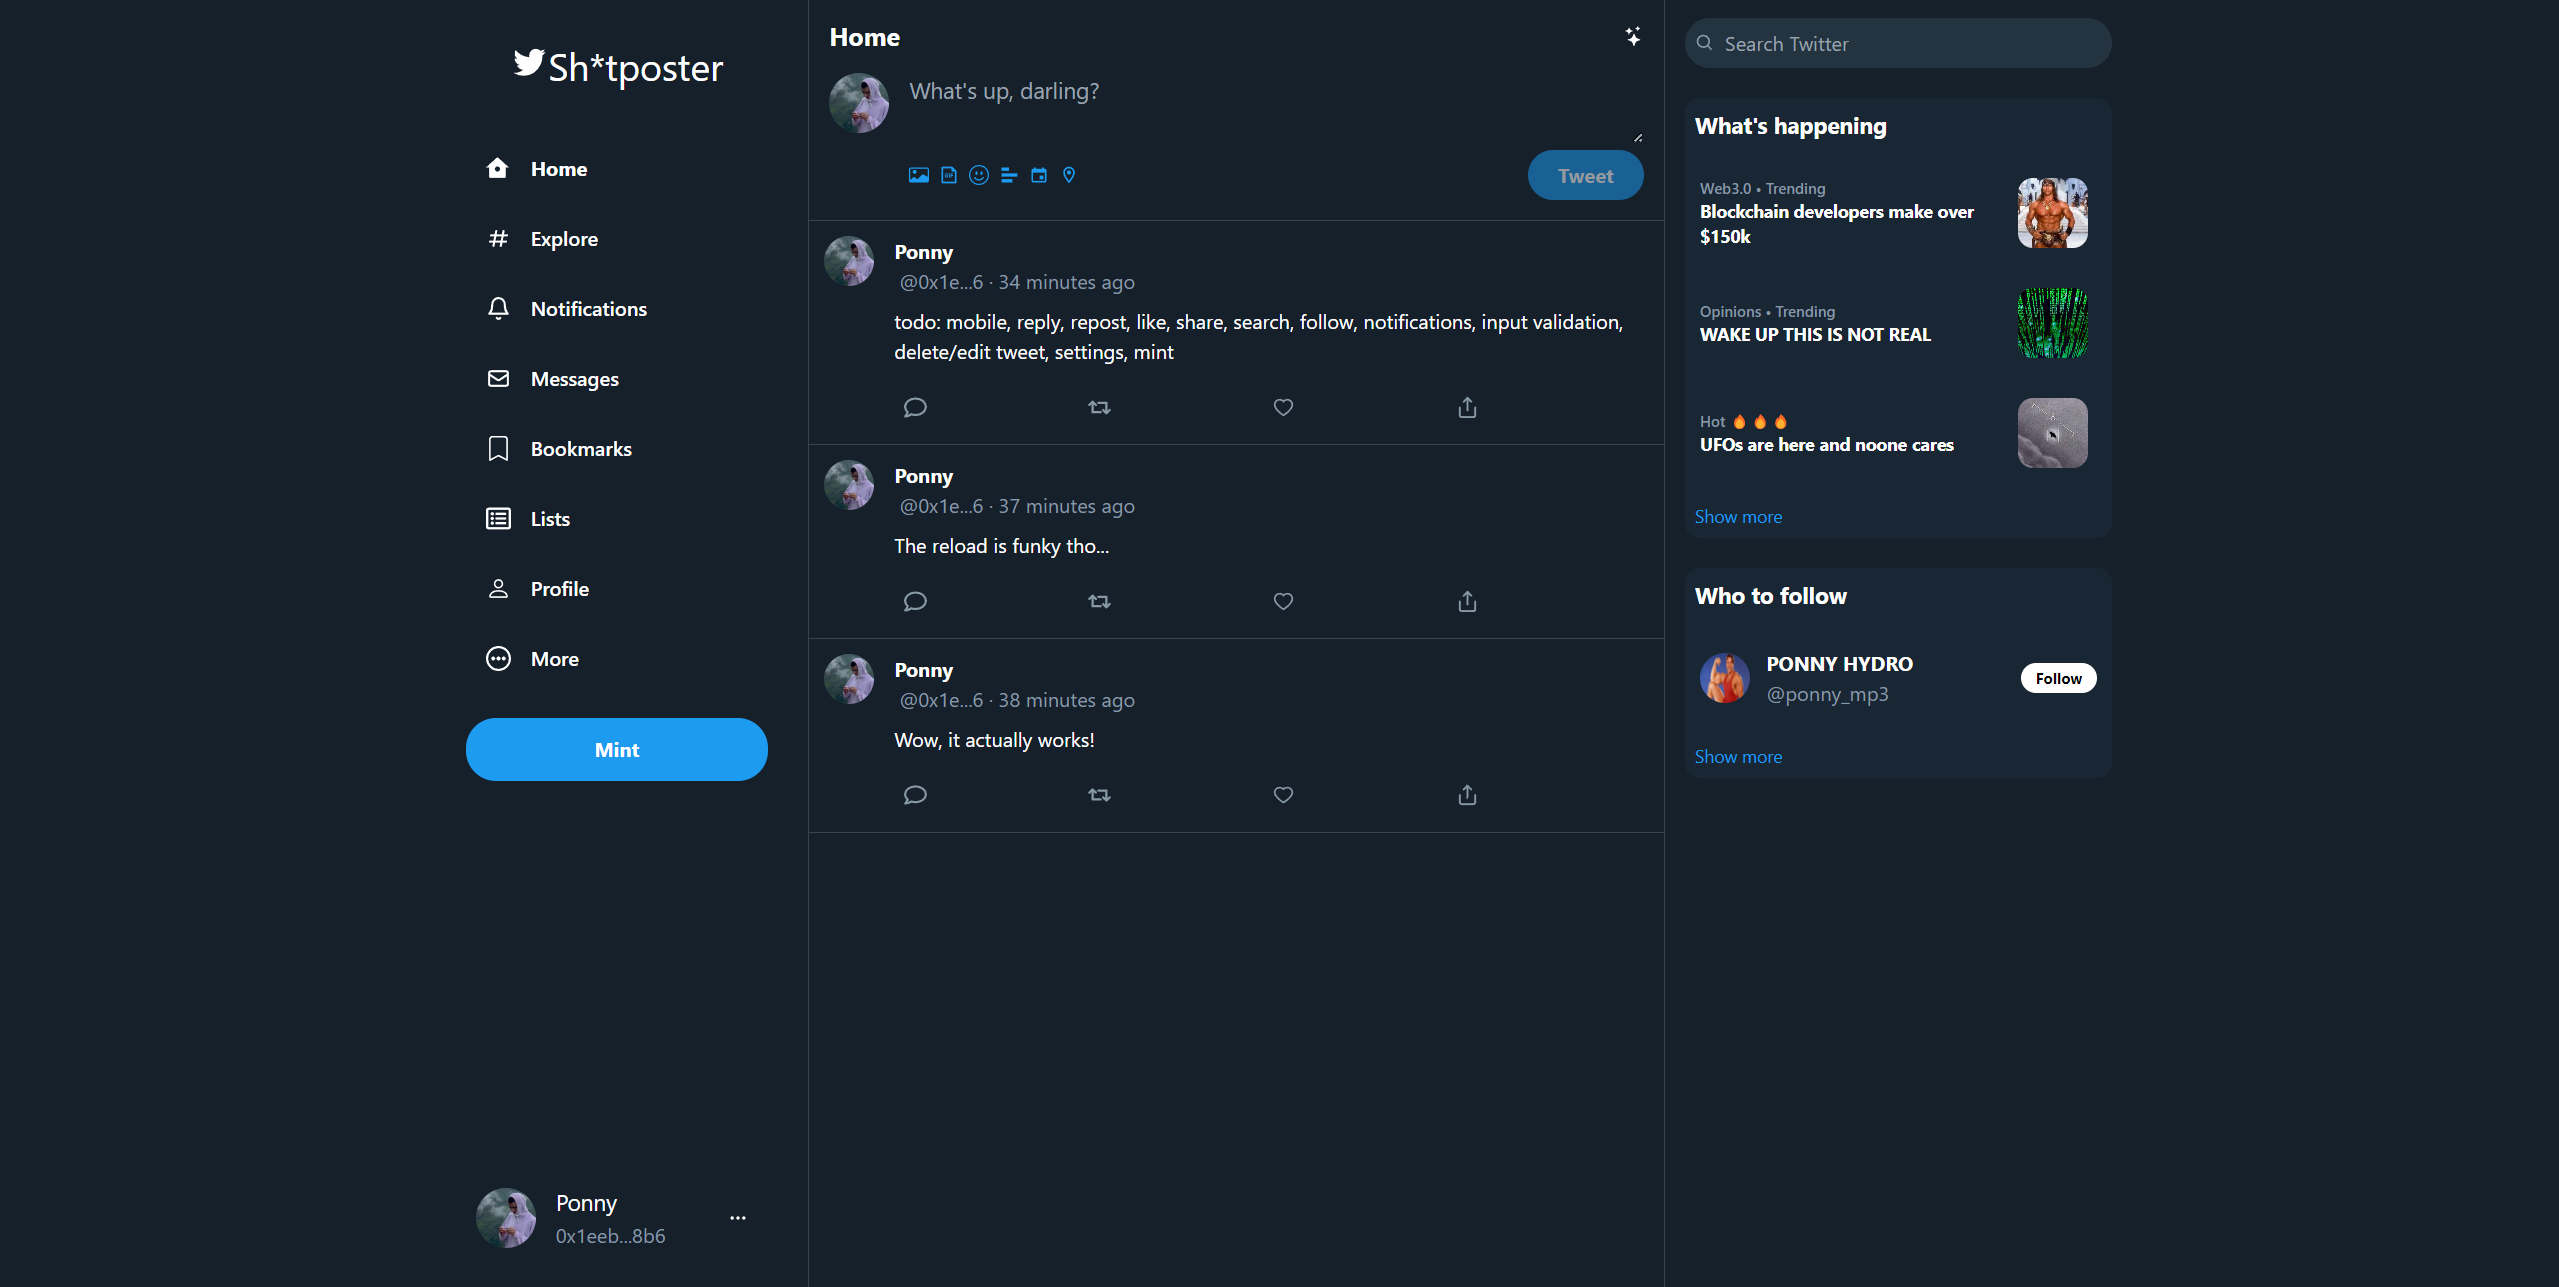 Sh*tposter
Home
Explore
Notifications
Messages
Bookmarks
Lists
Profile
More
Mint
Ponny
0x1eeb...8b6
Home
What's up, darling?
GIF
Tweet
Ponny
@0x1e...6 · 34 minutes ago
todo: mobile, reply, repost, like, share, search, follow, notifications, input validation,
delete/edit tweet, settings, mint
Ponny
@0x1e...6 · 37 minutes ago
The reload is funky tho...
Ponny
@0x1e...6 · 38 minutes ago
Wow, it actually works!
Search Twitter
What's happening
Web3.0 • Trending
Blockchain developers make over
$150k
Opinions • Trending
WAKE UP THIS IS NOT REAL
Hot 🔥 🔥 🔥
UFOs are here and noone cares
Show more
Who to follow
PONNY HYDRO
@ponny_mp3
Follow
Show more